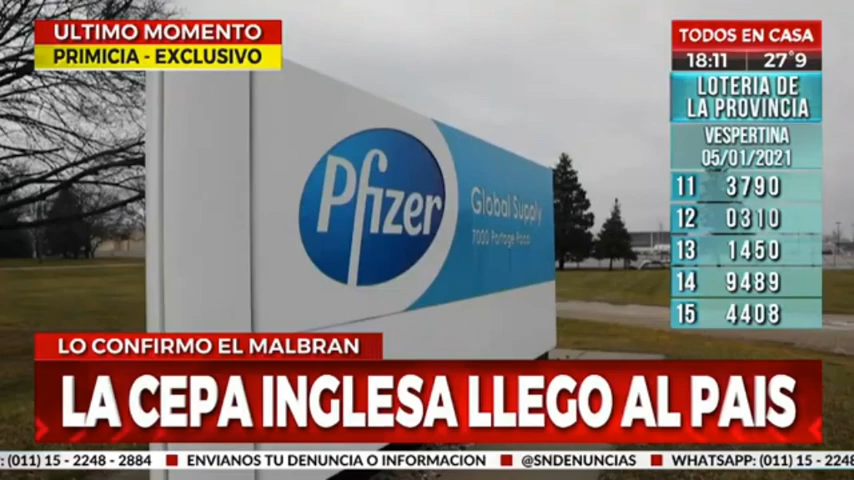 ULTIMO MOMENTO
PRIMICIA - EXCLUSIVO
TODOS EN CASA
18:11 27°9
LOTERIA DE
LA PROVINCIA
VESPERTINA
05/01/2021
11 3790
12 0310
13 1450
14 9489
15 4408
Pfizer
Global Supply
7000 Portage Road
LO CONFIRMO EL MALBRAN
LA CEPA INGLESA LLEGO AL PAIS
: (011) 15 - 2248 - 2884 ENVIANOS TU DENUNCIA O INFORMACION @SNDENUNCIAS WHATSAPP: (011) 15 - 2248